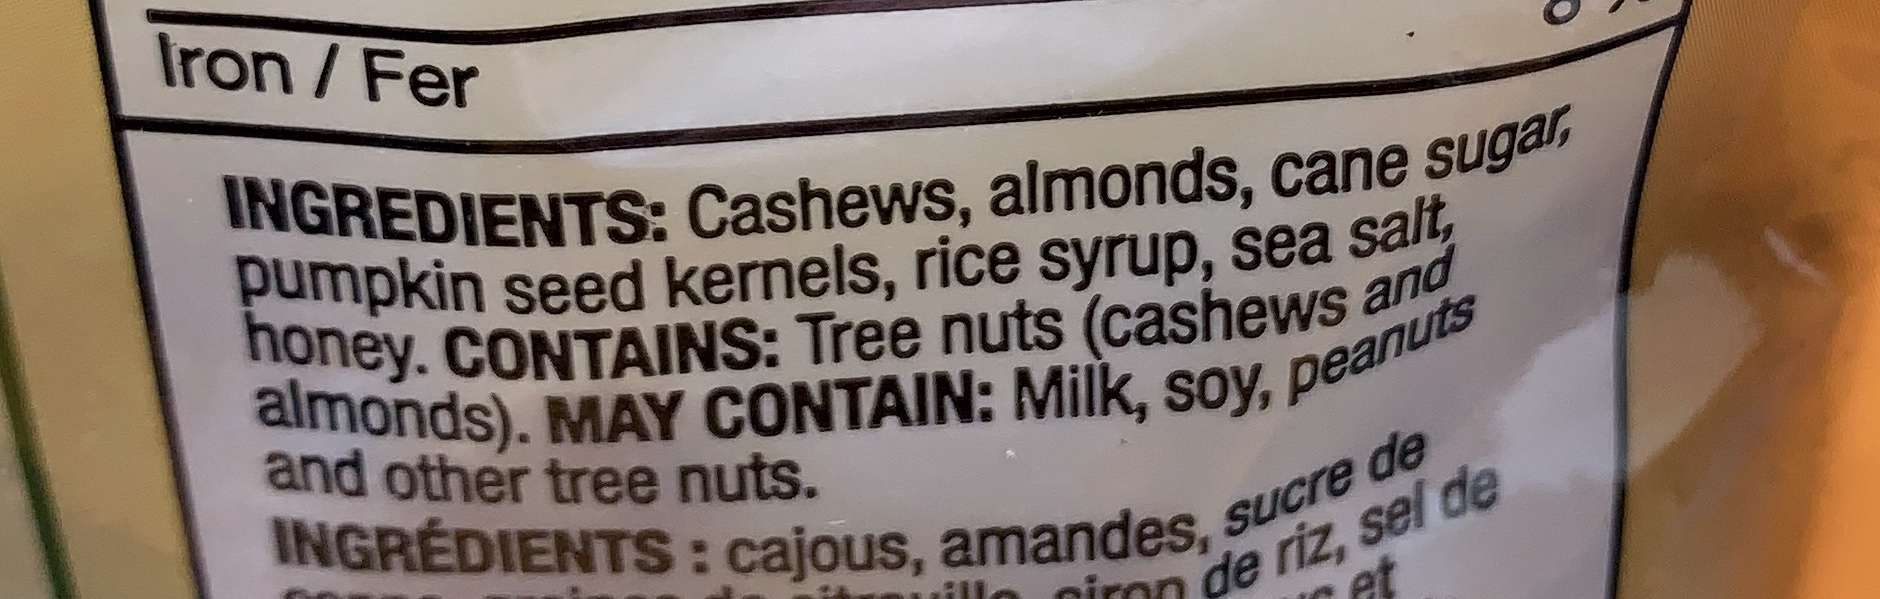 Iron / Fer
INGREDIENTS: Cashews, almonds, cane sugar,
pumpkin seed kernels, rice syrup, sea salt,
honey. CONTAINS: Tree nuts (cashews and
almonds). MAY CONTAIN: Milk, soy, peanuts
and other tree nuts.
INGRÉDIENTS : cajous, amandes, sucre de
de riz, sel de
et